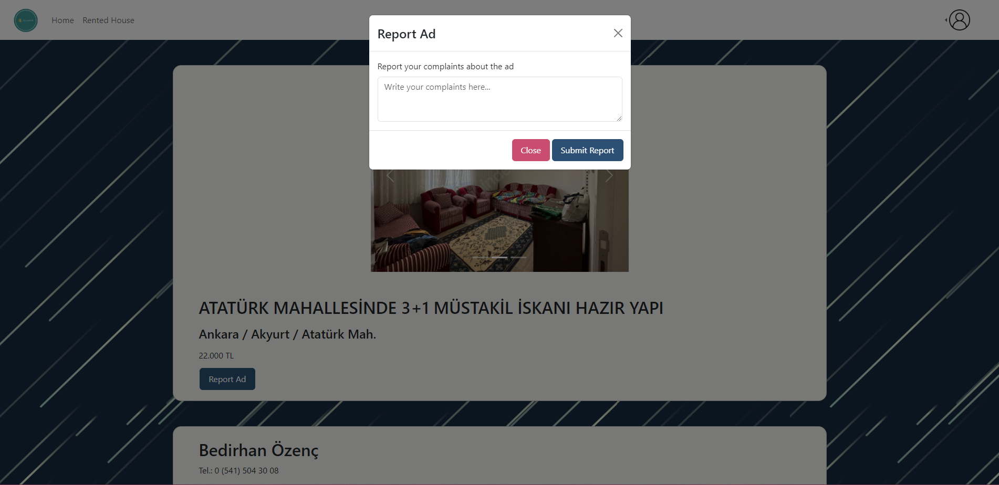 Home
Rented House
Report Ad
Report your complaints about the ad
Write your complaints here...
Close
Submit Report
ATATÜRK MAHALLESİNDE 3+1 MÜSTAKİL İSKANI HAZIR YAPI
Ankara / Akyurt / Atatürk Mah.
22.000 TL
Report Ad
Bedirhan Özenç
Tel.: 0 (541) 504 30 08